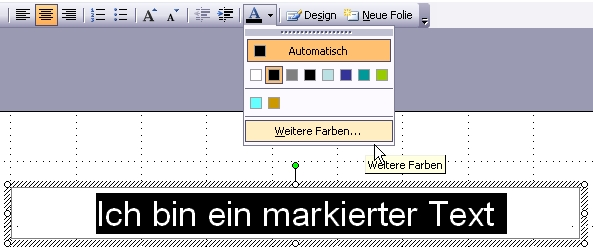 A A A Design Neue Folie
Automatisch
Weitere Farben...
Weitere Farben
Ich bin ein markierter Text